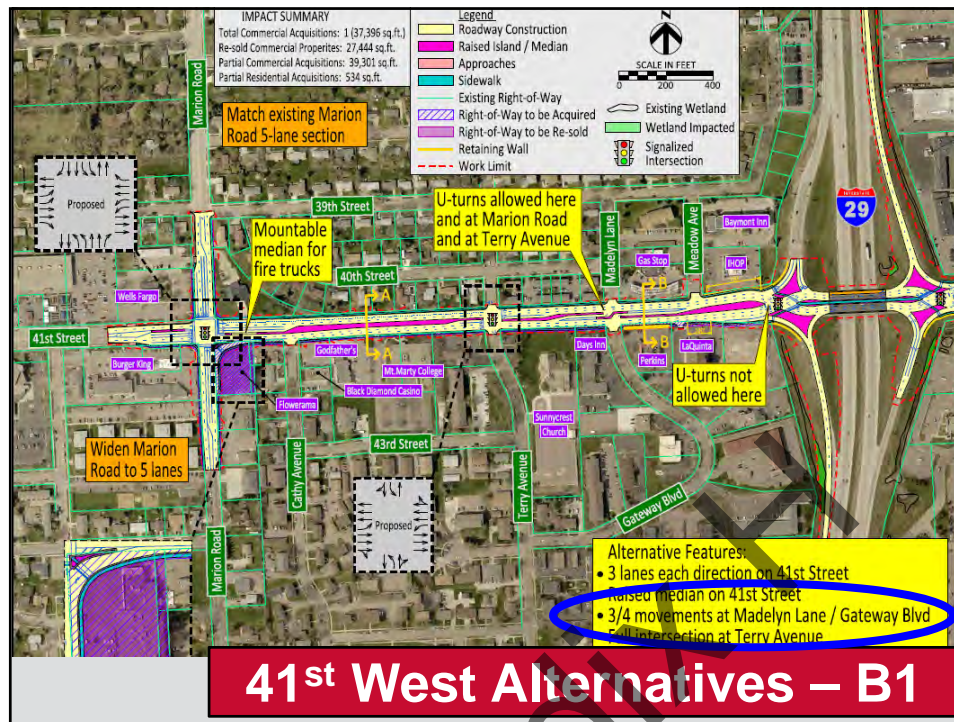 IMPACT SUMMARY
Total Commercial Acquisitions: 1 (37,396 sq.ft.)
Re-sold Commercial Properites: 27,444 sq.ft.
Partial Commercial Acquisitions: 39,301 sq.ft.
Partial Residential Acquisitions: 534 sq.ft.
Legend
Roadway Construction
Raised Island / Median
Approaches
Sidewalk
Existing Right-of-Way
Right-of-Way to be Acquired
Right-of-Way to be Re-sold
Retaining Wall
Work Limit
N
SCALE IN FEET
0 200 400
Existing Wetland
Wetland Impacted
Signalized
Intersection
Marion Road
Match existing Marion
Road 5-lane section
Proposed
39th Street
Mountable
median for
fire trucks
U-turns allowed here
and at Marion Road
and at Terry Avenue
Madelyn Lane
Meadow Ave
Baymont Inn
INTERSTATE
29
Gas Stop
IHOP
40th Street
Wells Fargo
A
B
41st Street
Godfather's
A
Days Inn
B
Perkins
LaQuinta
Burger King
Mt.Marty College
Black Diamond Casino
Flowerama
U-turns not
allowed here
Sunnycrest
Church
43rd Street
Widen Marion
Road to 5 lanes
Cathy Avenue
Terry Avenue
Gateway Blvd
Proposed
Marion Road
Alternative Features:
• 3 lanes each direction on 41st Street
Raised median on 41st Street
• 3/4 movements at Madelyn Lane / Gateway Blvd
Full intersection at Terry Avenue
41st West Alternatives – B1